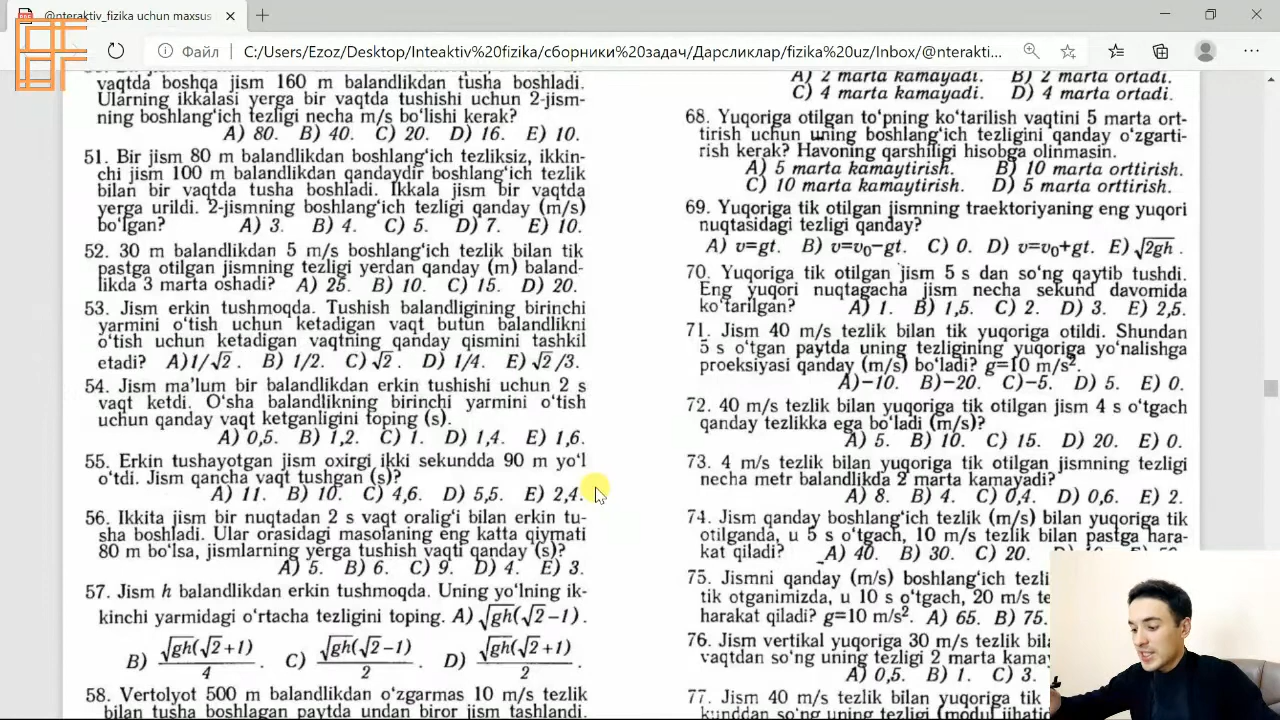 @nteraktiv_fizika uchun maxsus
Файл
C:/Users/Ezoz/Desktop/Inteaktiv%20fizika/сборники%20задач/Дарсликлар/fizika%20uz/Inbox/@nterakti...
vaqtda boshqa jism 160 m balandlikdan tusha boshladi.
Ularning ikkalasi yerga bir vaqtda tushishi uchun 2-jism-
ning boshlang‘ich tezligi necha m/s bo‘lishi kerak?
A) 80. B) 40. C) 20. D) 16. E) 10.
51. Bir jism 80 m balandlikdan boshlang‘ich tezliksiz, ikkin-
chi jism 100 m balandlikdan qandaydir boshlang‘ich tezlik
bilan bir vaqtda tusha boshladi. Ikkala jism bir vaqtda
yerga urildi. 2-jismning boshlang‘ich tezligi qanday (m/s)
bo‘lgan? A) 3. B) 4. C) 5. D) 7. E) 10.
52. 30 m balandlikdan 5 m/s boshlang‘ich tezlik bilan tik
pastga otilgan jismning tezligi yerdan qanday (m) baland-
likda 3 marta oshadi? A) 25. B) 10. C) 15. D) 20.
53. Jism erkin tushmoqda. Tushish balandligining birinchi
yarmini o‘tish uchun ketadigan vaqt butun balandlikni
o‘tish uchun ketadigan vaqtning qanday qismini tashkil
etadi? A)1/√2 . B) 1/2. C) √2 . D) 1/4. E) √2/3.
54. Jism ma’lum bir balandlikdan erkin tushishi uchun 2 s
vaqt ketdi. O‘sha balandlikning birinchi yarmini o‘tish
uchun qanday vaqt ketganligini toping (s).
A) 0,5. B) 1,2. C) 1. D) 1,4. E) 1,6.
55. Erkin tushayotgan jism oxirgi ikki sekundda 90 m yo‘l
o‘tdi. Jism qancha vaqt tushgan (s)?
A) 11. B) 10. C) 4,6. D) 5,5. E) 2,4.
56. Ikkita jism bir nuqtadan 2 s vaqt oralig‘i bilan erkin tu-
sha boshladi. Ular orasidagi masolaning eng katta qiymati
80 m bo‘lsa, jismlarning yerga tushish vaqti qanday (s)?
A) 5. B) 6. C) 9. D) 4. E) 3.
57. Jism h balandlikdan erkin tushmoqda. Uning yo‘lning ik-
kinchi yarmidagi o‘rtacha tezligini toping. A) √gh(√2−1).
B) √gh(√2+1)/4 . C) √gh(√2−1)/2 . D) √gh(√2+1)/2 .
58. Vertolyot 500 m balandlikdan o‘zgarmas 10 m/s tezlik
bilan tusha boshlagan paytda undan biror jism tashlandi.
A) 2 marta kamayadi. B) 2 marta ortadi.
C) 4 marta kamayadi. D) 4 marta ortadi.
68. Yuqoriga otilgan to‘pning ko‘tarilish vaqtini 5 marta ort-
tirish uchun uning boshlang‘ich tezligini qanday o‘zgarti-
rish kerak? Havoning qarshiligi hisobga olinmasin.
A) 5 marta kamaytirish. B) 10 marta orttirish.
C) 10 marta kamaytirish. D) 5 marta orttirish.
69. Yuqoriga tik otilgan jismning traektoriyaning eng yuqori
nuqtasidagi tezligi qanday?
A) v=gt. B) v=v₀−gt. C) 0. D) v=v₀+gt. E) √2gh .
70. Yuqoriga tik otilgan jism 5 s dan so‘ng qaytib tushdi.
Eng yuqori nuqtagacha jism necha sekund davomida
ko‘tarilgan? A) 1. B) 1,5. C) 2. D) 3. E) 2,5.
71. Jism 40 m/s tezlik bilan tik yuqoriga otildi. Shundan
5 s o‘tgan paytda uning tezligining yuqoriga yo‘nalishga
proeksiyasi qanday (m/s) bo‘ladi? g=10 m/s².
A)−10. B)−20. C)−5. D) 5. E) 0.
72. 40 m/s tezlik bilan yuqoriga tik otilgan jism 4 s o‘tgach
qanday tezlikka ega bo‘ladi (m/s)?
A) 5. B) 10. C) 15. D) 20. E) 0.
73. 4 m/s tezlik bilan yuqoriga tik otilgan jismning tezligi
necha metr balandlikda 2 marta kamayadi?
A) 8. B) 4. C) 0,4. D) 0,6. E) 2.
74. Jism qanday boshlang‘ich tezlik (m/s) bilan yuqoriga tik
otilganda, u 5 s o‘tgach, 10 m/s tezlik bilan pastga hara-
kat qiladi? A) 40. B) 30. C) 20.
75. Jismni qanday (m/s) boshlang‘ich tezli
tik otganimizda, u 10 s o‘tgach, 20 m/s te
harakat qiladi? g=10 m/s². A) 65. B) 75.
76. Jism vertikal yuqoriga 30 m/s tezlik bila
vaqtdan so‘ng uning tezligi 2 marta kama
A) 0,5. B) 1. C) 3.
77. Jism 40 m/s tezlik bilan yuqoriga tik
kunddan so‘ng uning tezligi (modul jihati